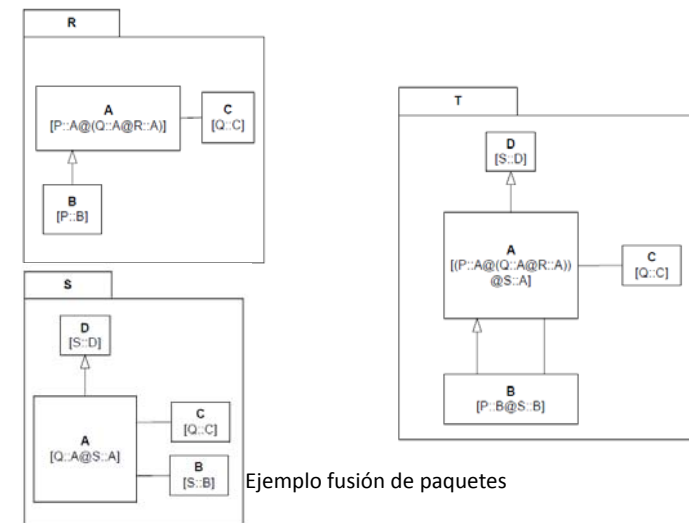 R
A
[P::A@(Q::A@R::A)]
C
[Q::C]
B
[P::B]
S
D
[S::D]
A
[Q::A@S::A]
C
[Q::C]
B
[S::B]
T
D
[S::D]
A
[(P::A@(Q::A@R::A))
@S::A]
C
[Q::C]
B
[P::B@S::B]
Ejemplo fusión de paquetes